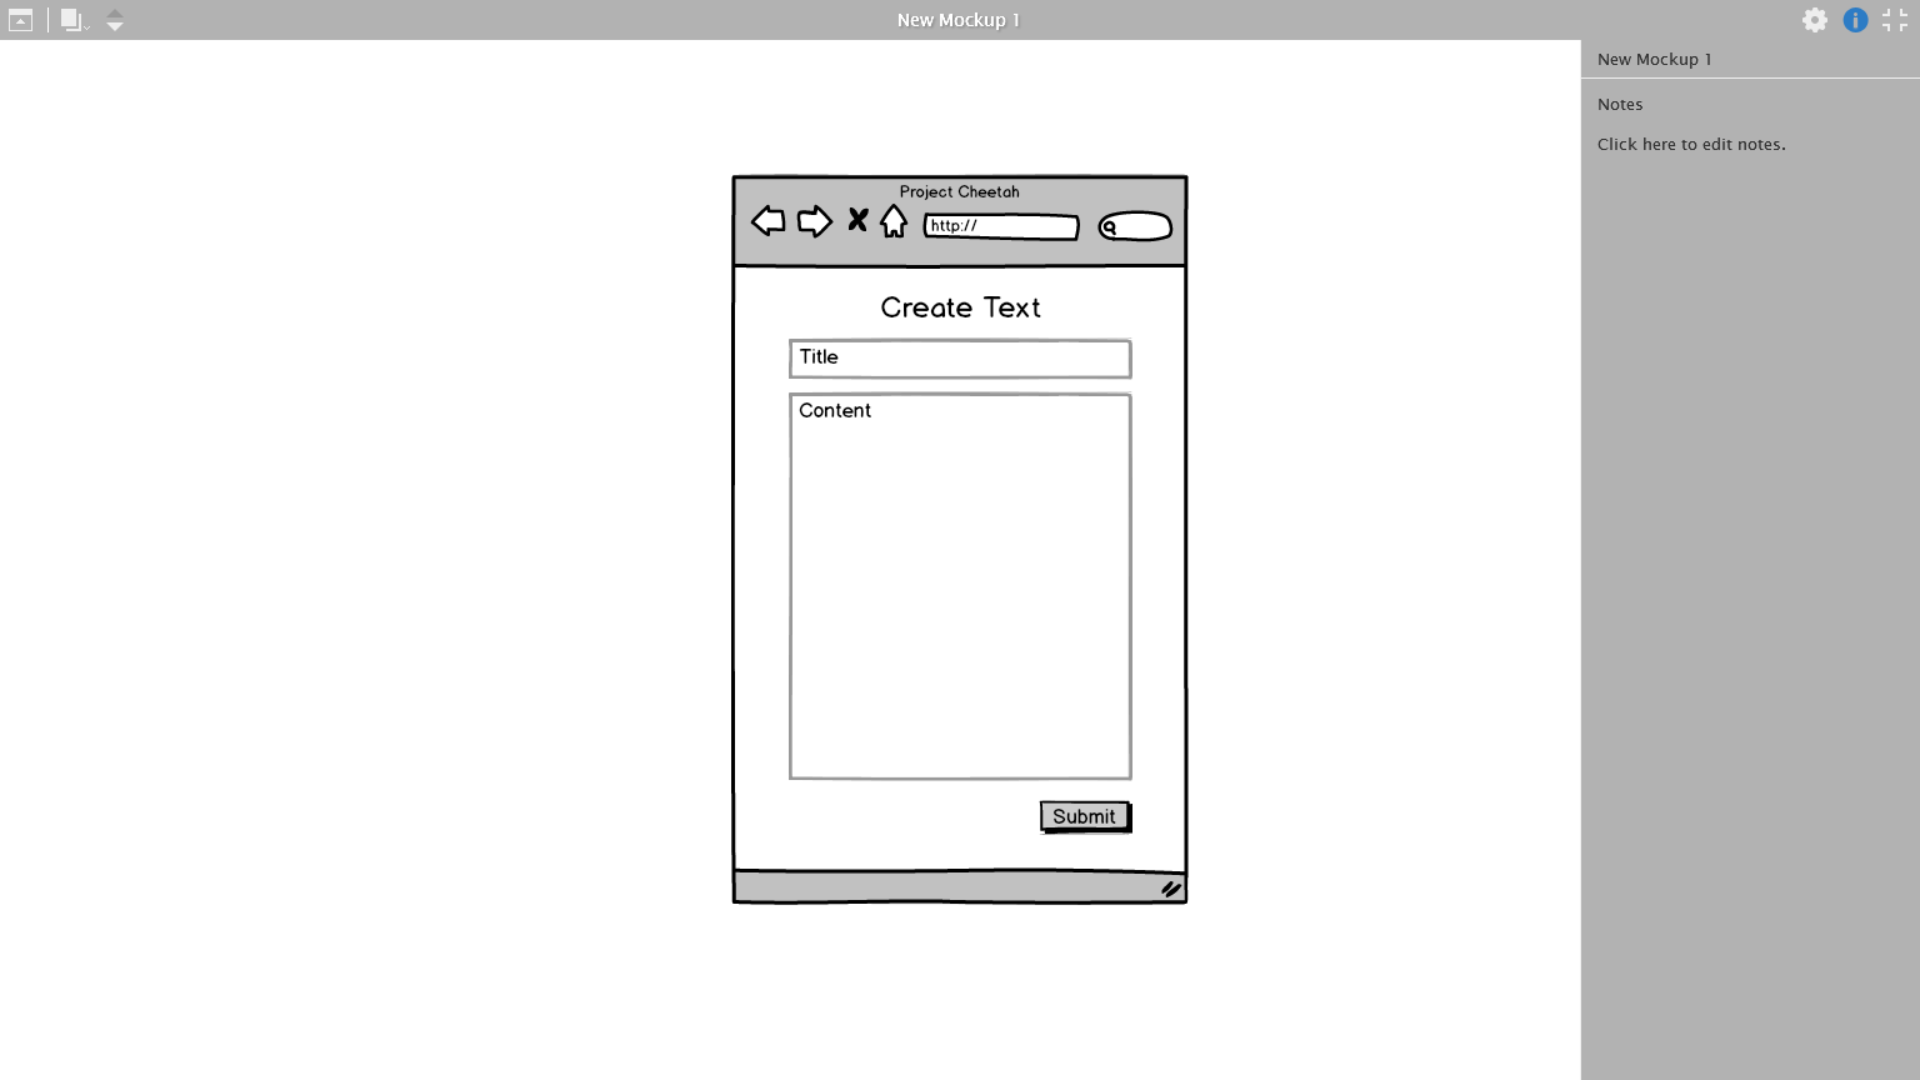 New Mockup 1
New Mockup 1
Notes
Click here to edit notes.
Project Cheetah
http://
Create Text
Title
Content
Submit